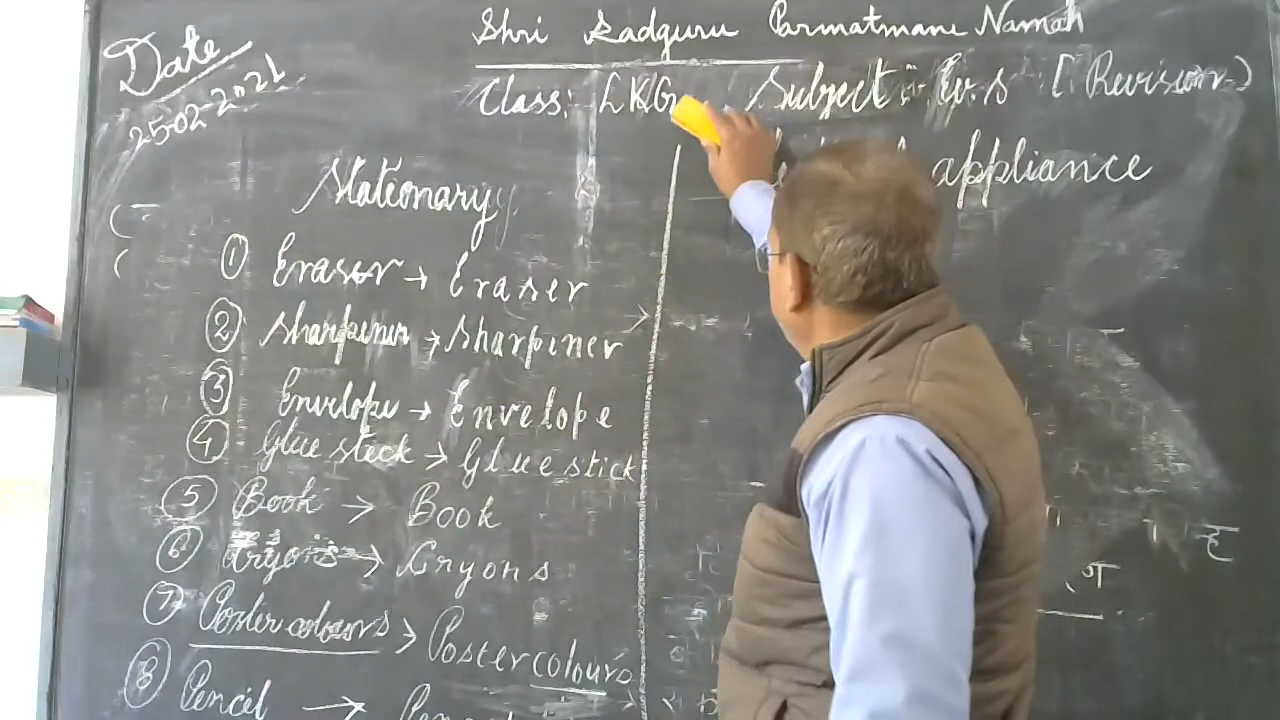 Shri Sadguru Parmatmane Namah
Date
25-02-2021
Class: LKG Subject: Ev.s [Revision]
Stationary
appliance
① Eraser → Eraser
② Sharpener → Sharpener
③ Envelope → Envelope
④ Glue stick → Glue stick
⑤ Book → Book
⑥ Cryons → Cryons
⑦ Poster colours > Poster colours
⑧ Pencil →